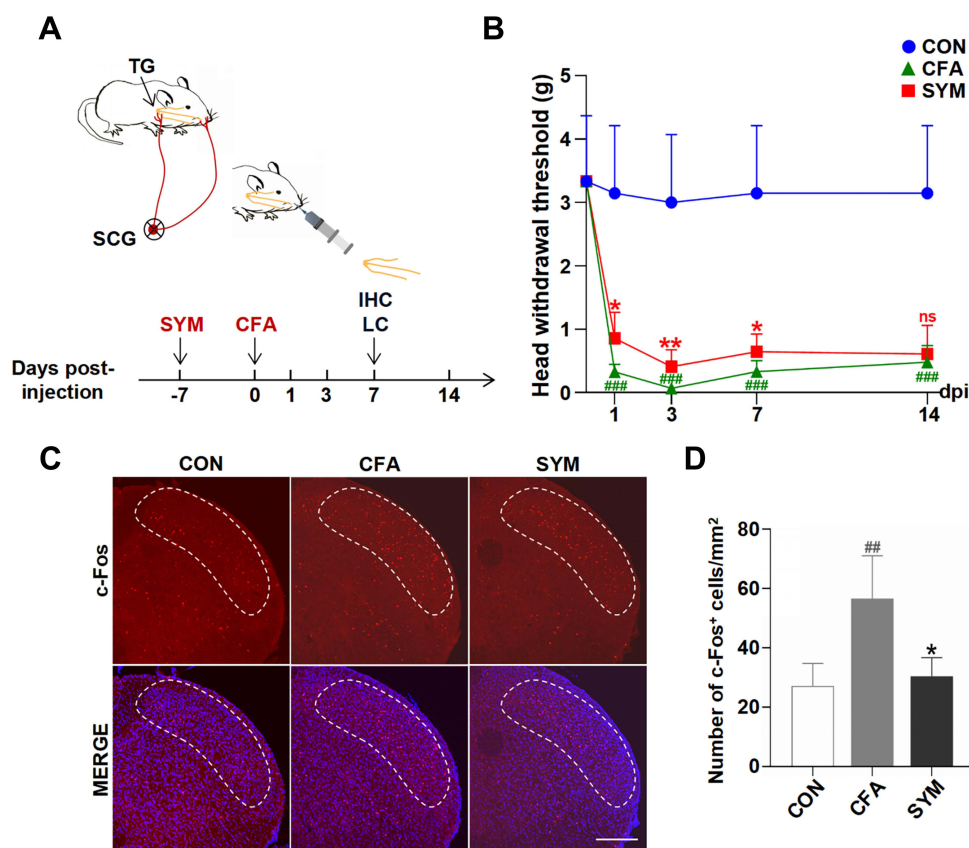 A
TG
SCG
IHC
LC
SYM
CFA
Days post-
injection
-7
0
1
3
7
14
B
CON
CFA
SYM
Head withdrawal threshold (g)
5
4
3
2
1
0
*
**
*
ns
###
###
###
###
1
3
7
14
dpi
C
CON
CFA
SYM
c-Fos
MERGE
D
Number of c-Fos⁺ cells/mm²
80
60
40
20
0
##
*
CON
CFA
SYM